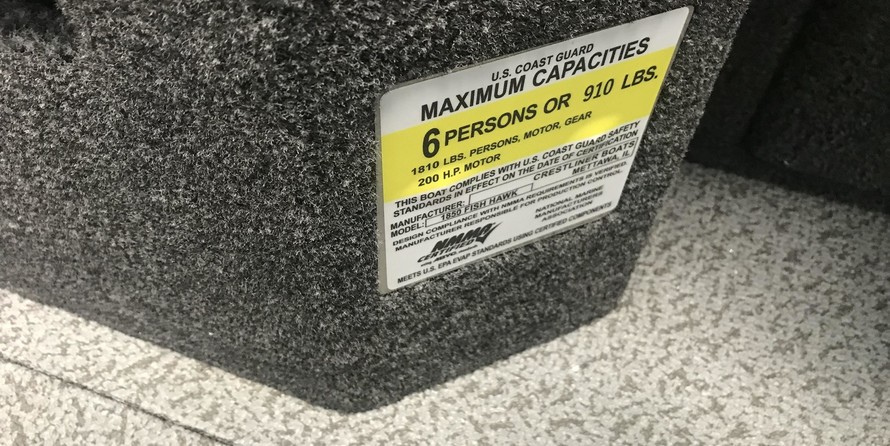 U.S. COAST GUARD
MAXIMUM CAPACITIES
6 PERSONS OR 910 LBS.
1810 LBS. PERSONS, MOTOR, GEAR
200 H.P. MOTOR
THIS BOAT COMPLIES WITH U.S. COAST GUARD SAFETY
STANDARDS IN EFFECT ON THE DATE OF CERTIFICATION
MANUFACTURER: CRESTLINER BOATS
MODEL: 1850 FISH HAWK METTAWA, IL
DESIGN COMPLIANCE WITH NMMA REQUIREMENTS IS VERIFIED.
MANUFACTURER RESPONSIBLE FOR PRODUCTION CONTROL.
NMMA
CERTIFIED
NATIONAL MARINE
MANUFACTURERS
ASSOCIATION
MEETS U.S. EPA EVAP STANDARDS USING CERTIFIED COMPONENTS